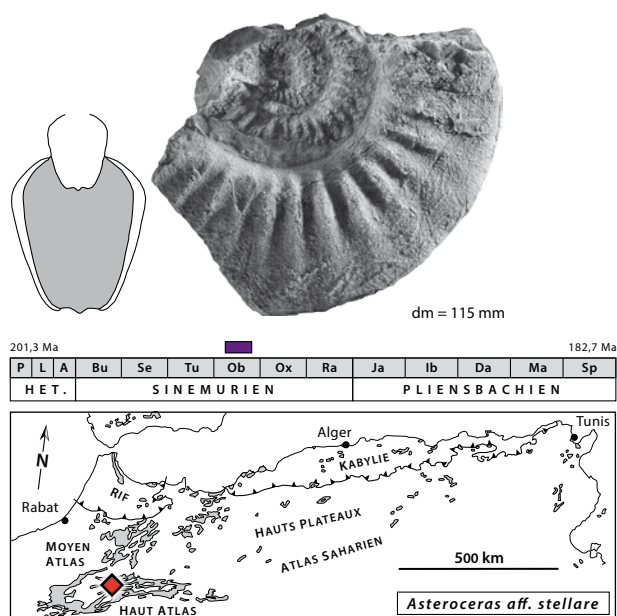 dm = 115 mm
201,3 Ma 182,7 Ma
P L A Bu Se Tu Ob Ox Ra Ja Ib Da Ma Sp
HET. SINEMURIEN PLIENSBACHIEN
Tunis
Alger
KABYLIE
N
RIF
Rabat
HAUTS PLATEAUX
MOYEN
ATLAS
ATLAS SAHARIEN
500 km
HAUT ATLAS
Asteroceras aff. stellare